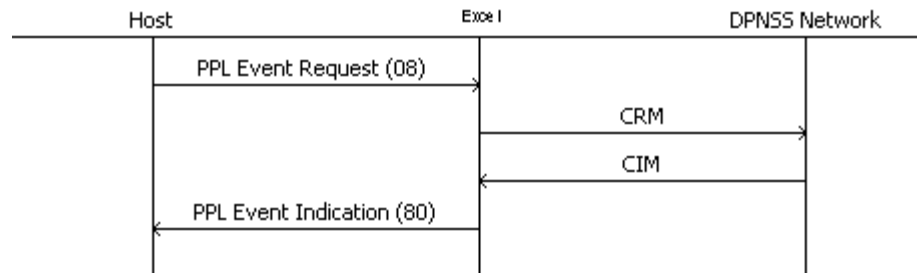 Host Excel DPNSS Network
PPL Event Request (08)
CRM
CIM
PPL Event Indication (80)